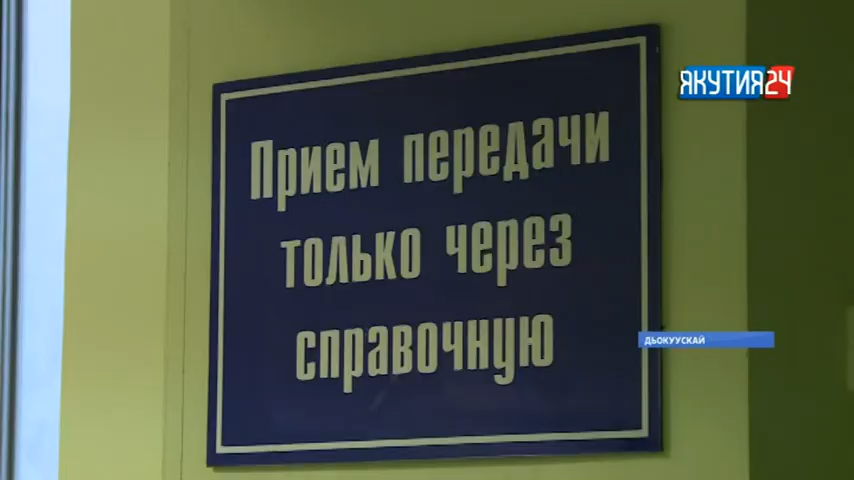 ЯКУТИЯ24
Прием передачи
только через
справочную
ДЬОКУУСКАЙ